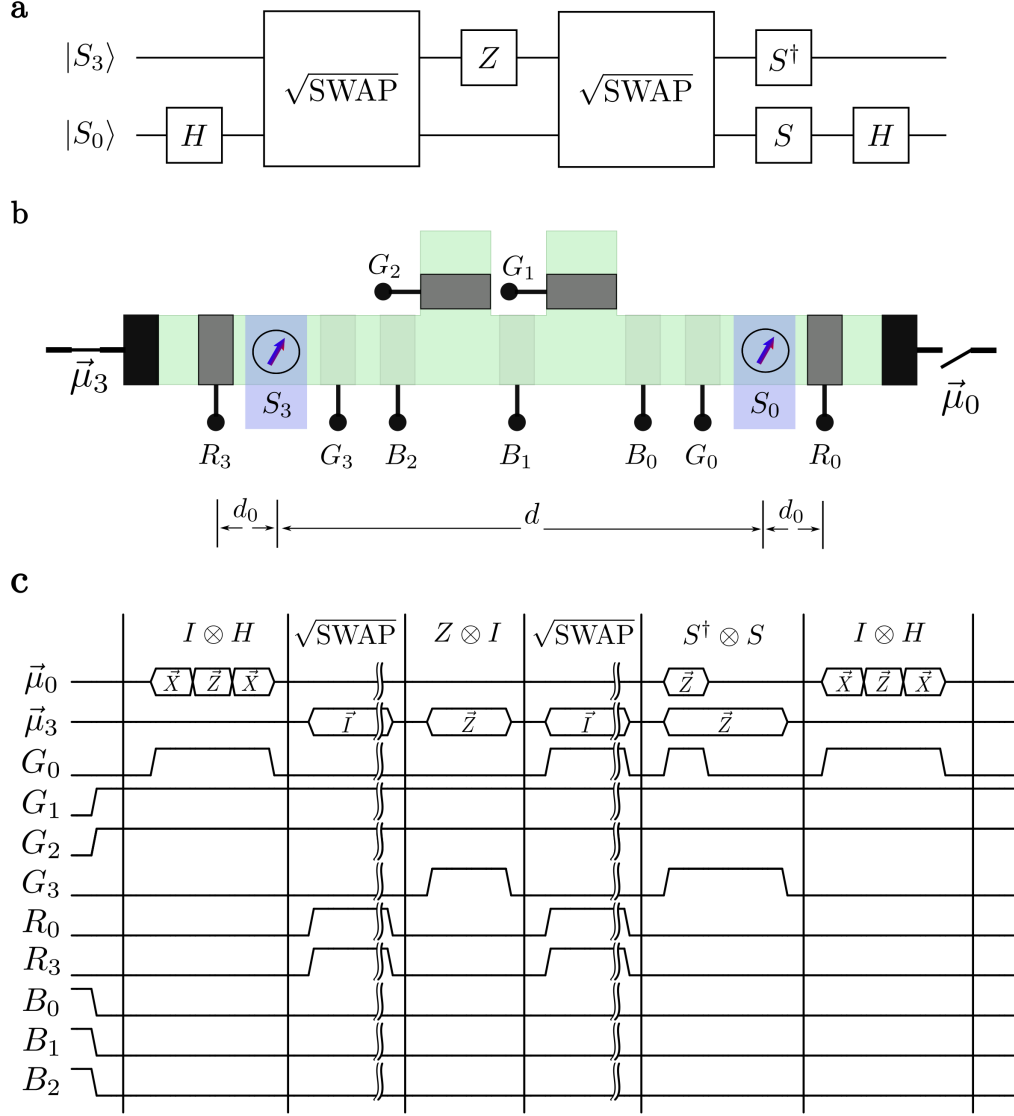 a
|S₃⟩ √SWAP Z √SWAP S†
|S₀⟩ H S H
b
G₂ G₁
μ⃗₃ S₃ S₀ μ⃗₀
R₃ G₃ B₂ B₁ B₀ G₀ R₀
d₀ d d₀
c
I ⊗ H √SWAP Z ⊗ I √SWAP S† ⊗ S I ⊗ H
μ⃗₀ X⃗ Z⃗ X⃗ Z⃗ X⃗ Z⃗ X⃗
μ⃗₃ I⃗ Z⃗ I⃗ Z⃗
G₀
G₁
G₂
G₃
R₀
R₃
B₀
B₁
B₂